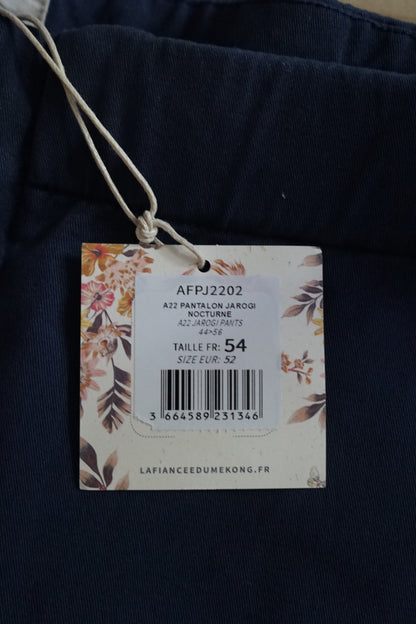 AFPJ2202
A22 PANTALON JAROGI
NOCTURNE
A22 JAROGI PANTS
44>56
TAILLE FR: 54
SIZE EUR: 52
3 664589 231346
LAFIANCEEDUMEKONG.FR